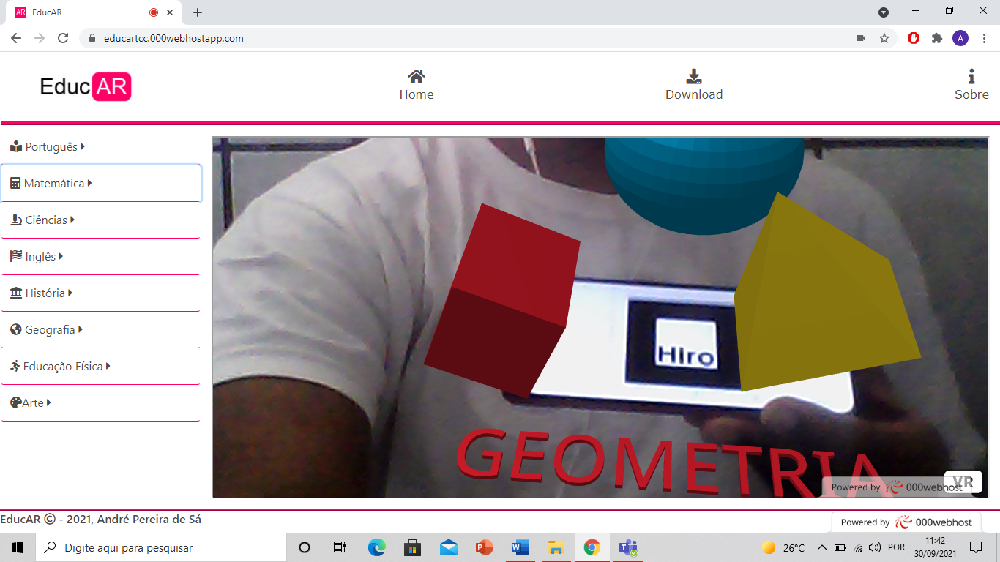 AR EducAR
educartcc.000webhostapp.com
A
EducAR
Home
Download
Sobre
Português
Matemática
Ciências
Inglês
História
Geografia
Educação Física
Arte
HIro
GEOMETRIA
VR
Powered by 000webhost
EducAR © - 2021, André Pereira de Sá
Powered by 000webhost
Digite aqui para pesquisar
26°C
POR
11:42
30/09/2021